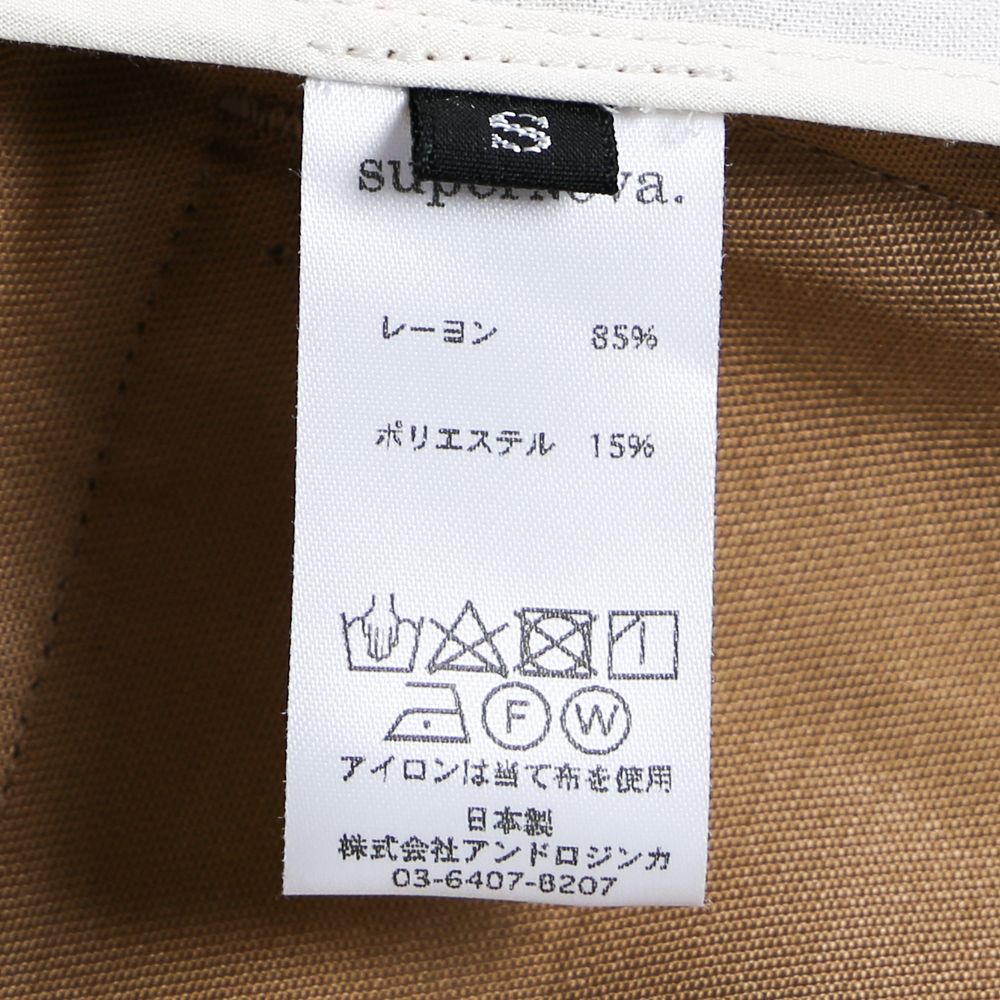 S
supernova.
レーヨン 85%
ポリエステル 15%
F W
アイロンは当て布を使用
日本製
株式会社アンドロジンカ
03-6407-8207